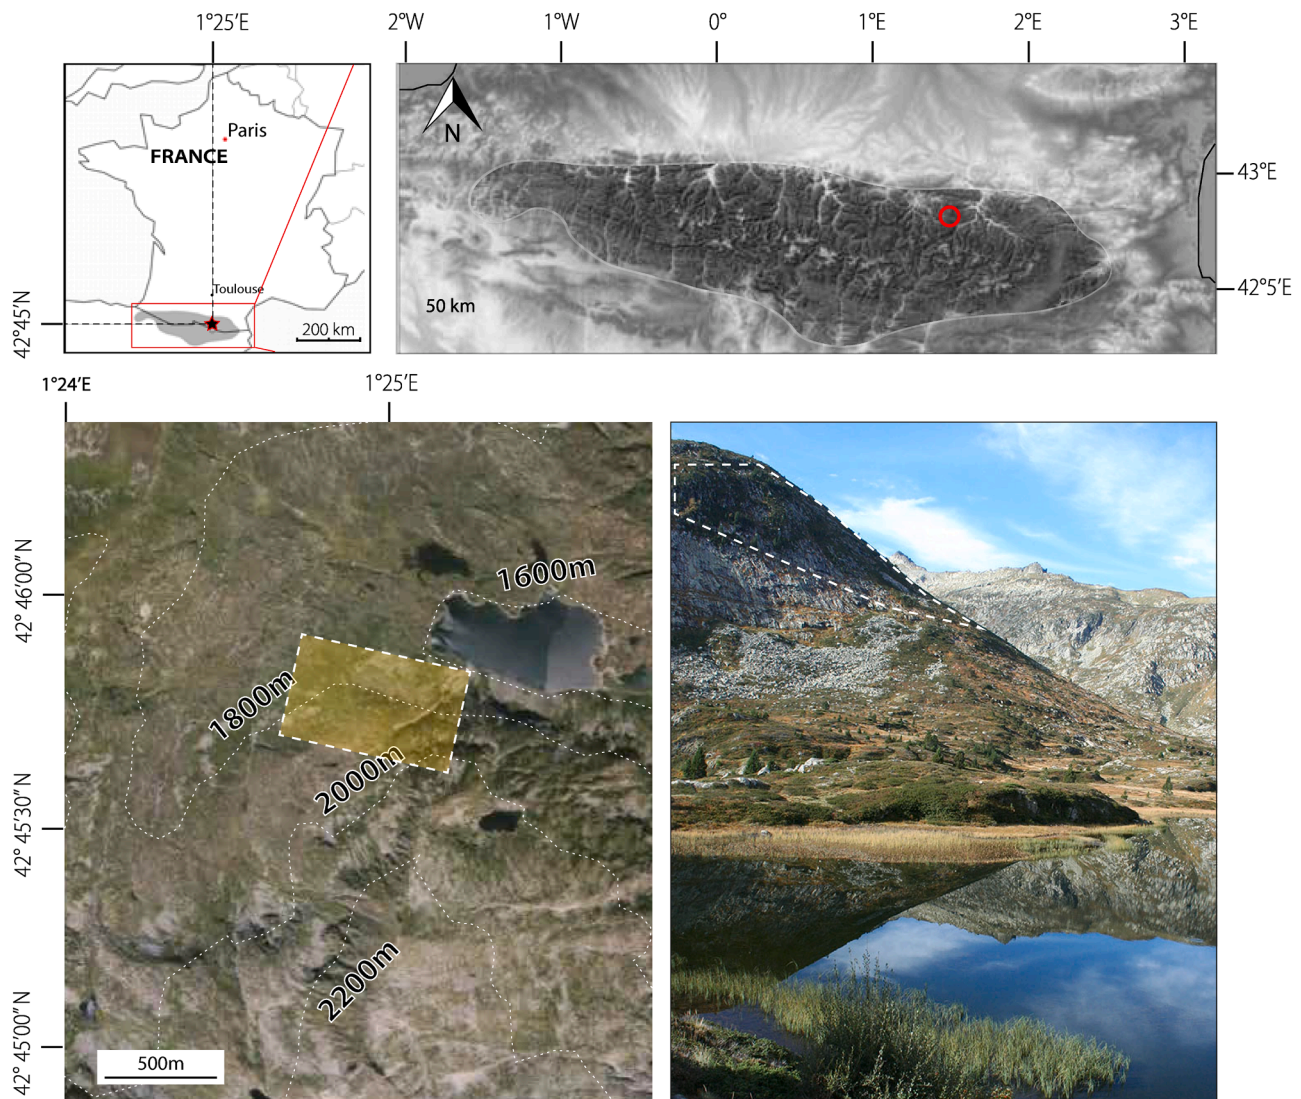 1°25′E
2°W
1°W
0°
1°E
2°E
3°E
Paris
FRANCE
Toulouse
42°45′N
200 km
N
50 km
43°E
42°5′E
1°24′E
1°25′E
42° 46′00″ N
42° 45′30″ N
42° 45′00″ N
1600m
1800m
2000m
2200m
500m